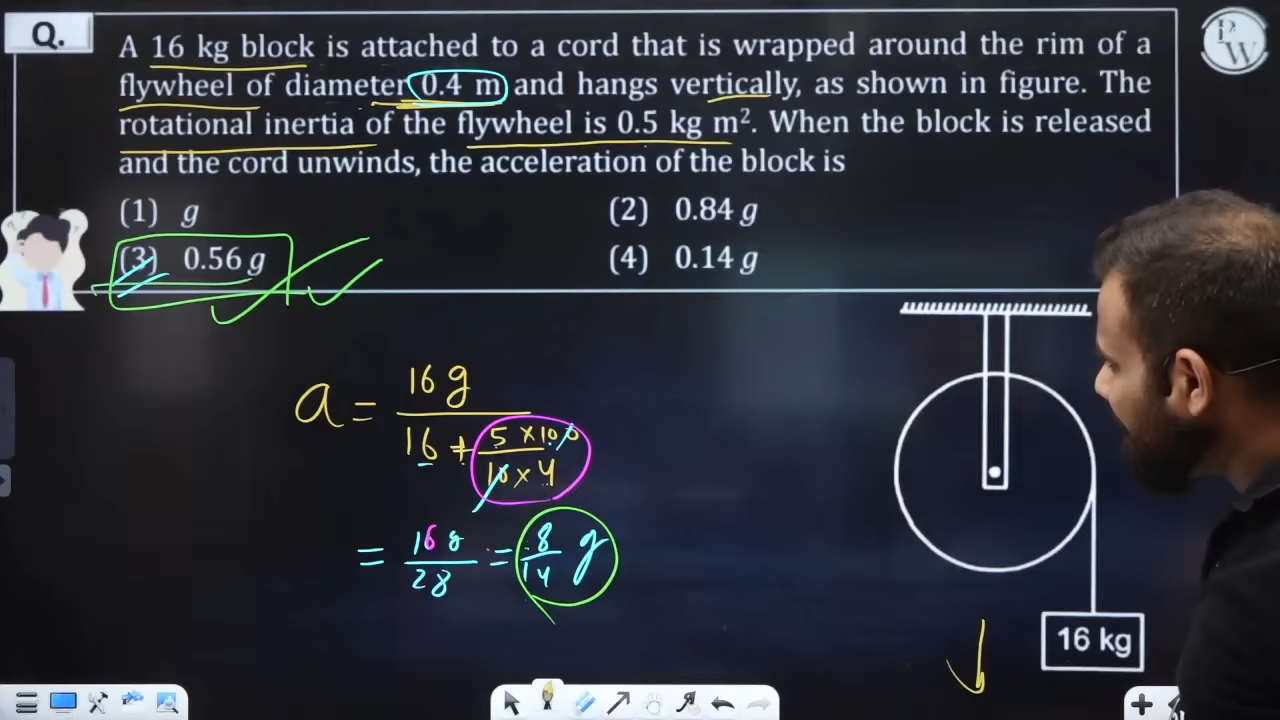 Q.
A 16 kg block is attached to a cord that is wrapped around the rim of a
flywheel of diameter 0.4 m and hangs vertically, as shown in figure. The
rotational inertia of the flywheel is 0.5 kg m². When the block is released
and the cord unwinds, the acceleration of the block is
(1) g
(2) 0.84 g
(3) 0.56 g
(4) 0.14 g
P
W
a = 16 g / 16 + 5 × 100 / 10 × 4
= 16 g / 28 = 8 / 14 g
16 kg